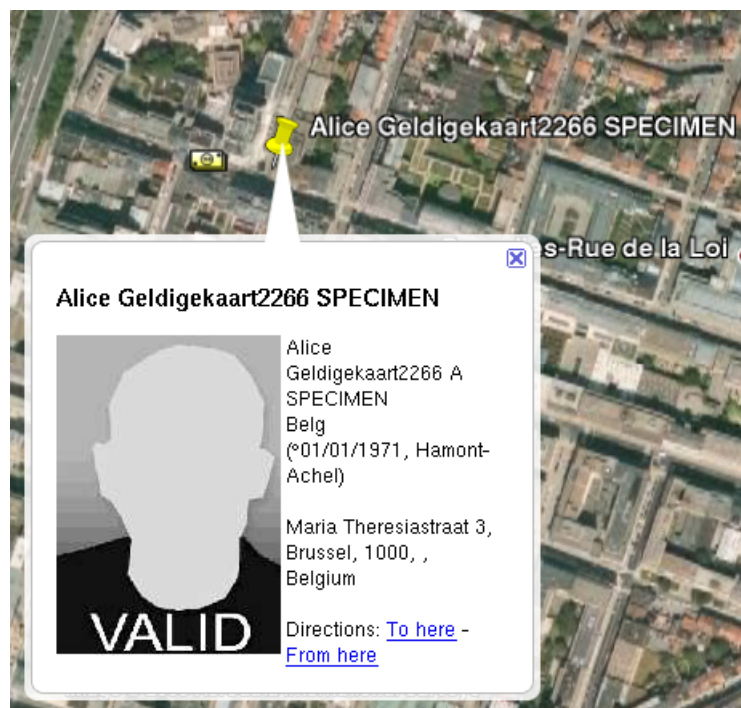 Alice Geldigekaart2266 SPECIMEN
s-Rue de la Loi
Alice Geldigekaart2266 SPECIMEN
Alice
Geldigekaart2266 A
SPECIMEN
Belg
(°01/01/1971, Hamont-
Achel)
Maria Theresiastraat 3,
Brussel, 1000, ,
Belgium
Directions: To here -
From here
VALID